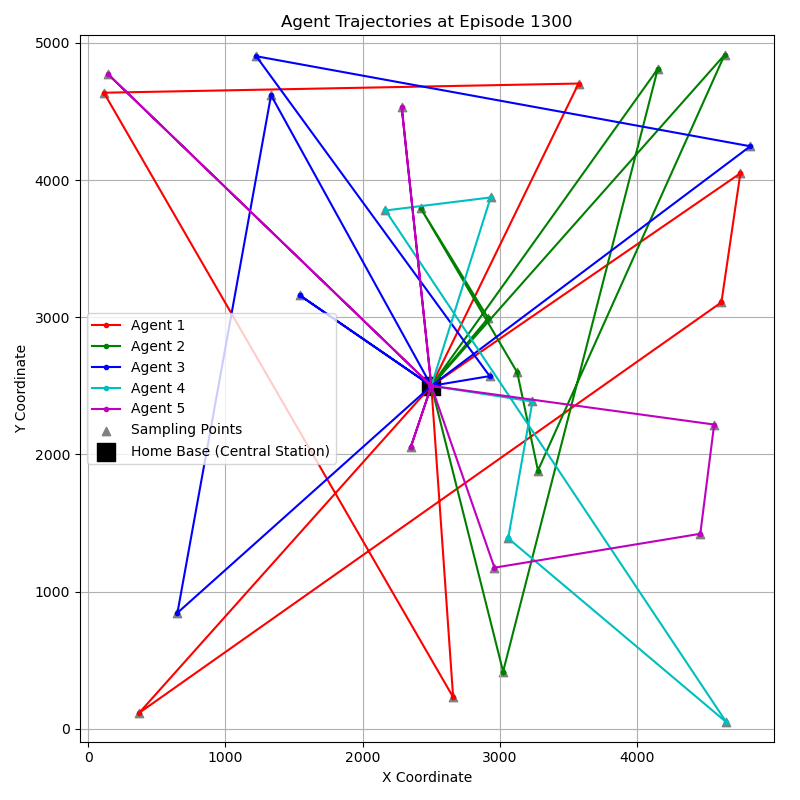 Agent Trajectories at Episode 1300
5000
4000
3000
2000
1000
0
Y Coordinate
Agent 1
Agent 2
Agent 3
Agent 4
Agent 5
Sampling Points
Home Base (Central Station)
0 1000 2000 3000 4000
X Coordinate